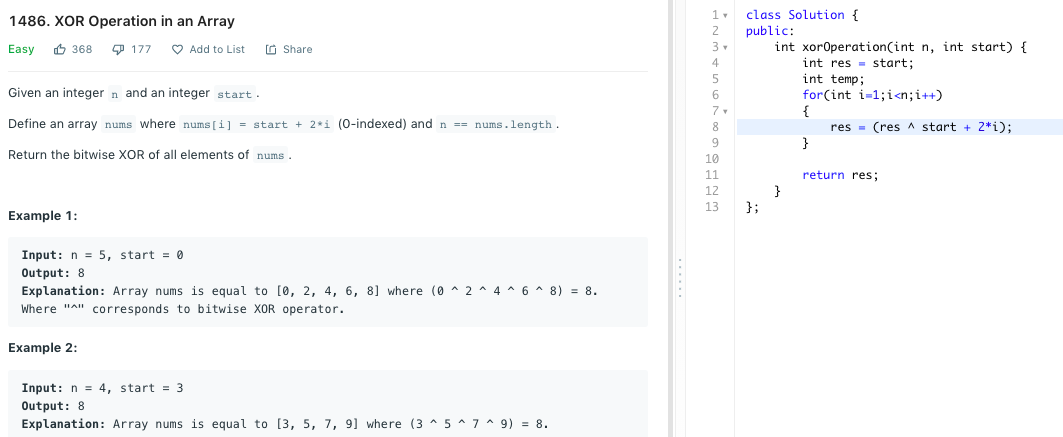 1486. XOR Operation in an Array
Easy 368 177 Add to List Share
Given an integer n and an integer start.
Define an array nums where nums[i] = start + 2*i (0-indexed) and n == nums.length.
Return the bitwise XOR of all elements of nums.
Example 1:
Input: n = 5, start = 0
Output: 8
Explanation: Array nums is equal to [0, 2, 4, 6, 8] where (0 ^ 2 ^ 4 ^ 6 ^ 8) = 8.
Where "^" corresponds to bitwise XOR operator.
Example 2:
Input: n = 4, start = 3
Output: 8
Explanation: Array nums is equal to [3, 5, 7, 9] where (3 ^ 5 ^ 7 ^ 9) = 8.
1 class Solution {
2 public:
3 int xorOperation(int n, int start) {
4 int res = start;
5 int temp;
6 for(int i=1;i<n;i++)
7 {
8 res = (res ^ start + 2*i);
9 }
10
11 return res;
12 }
13 };